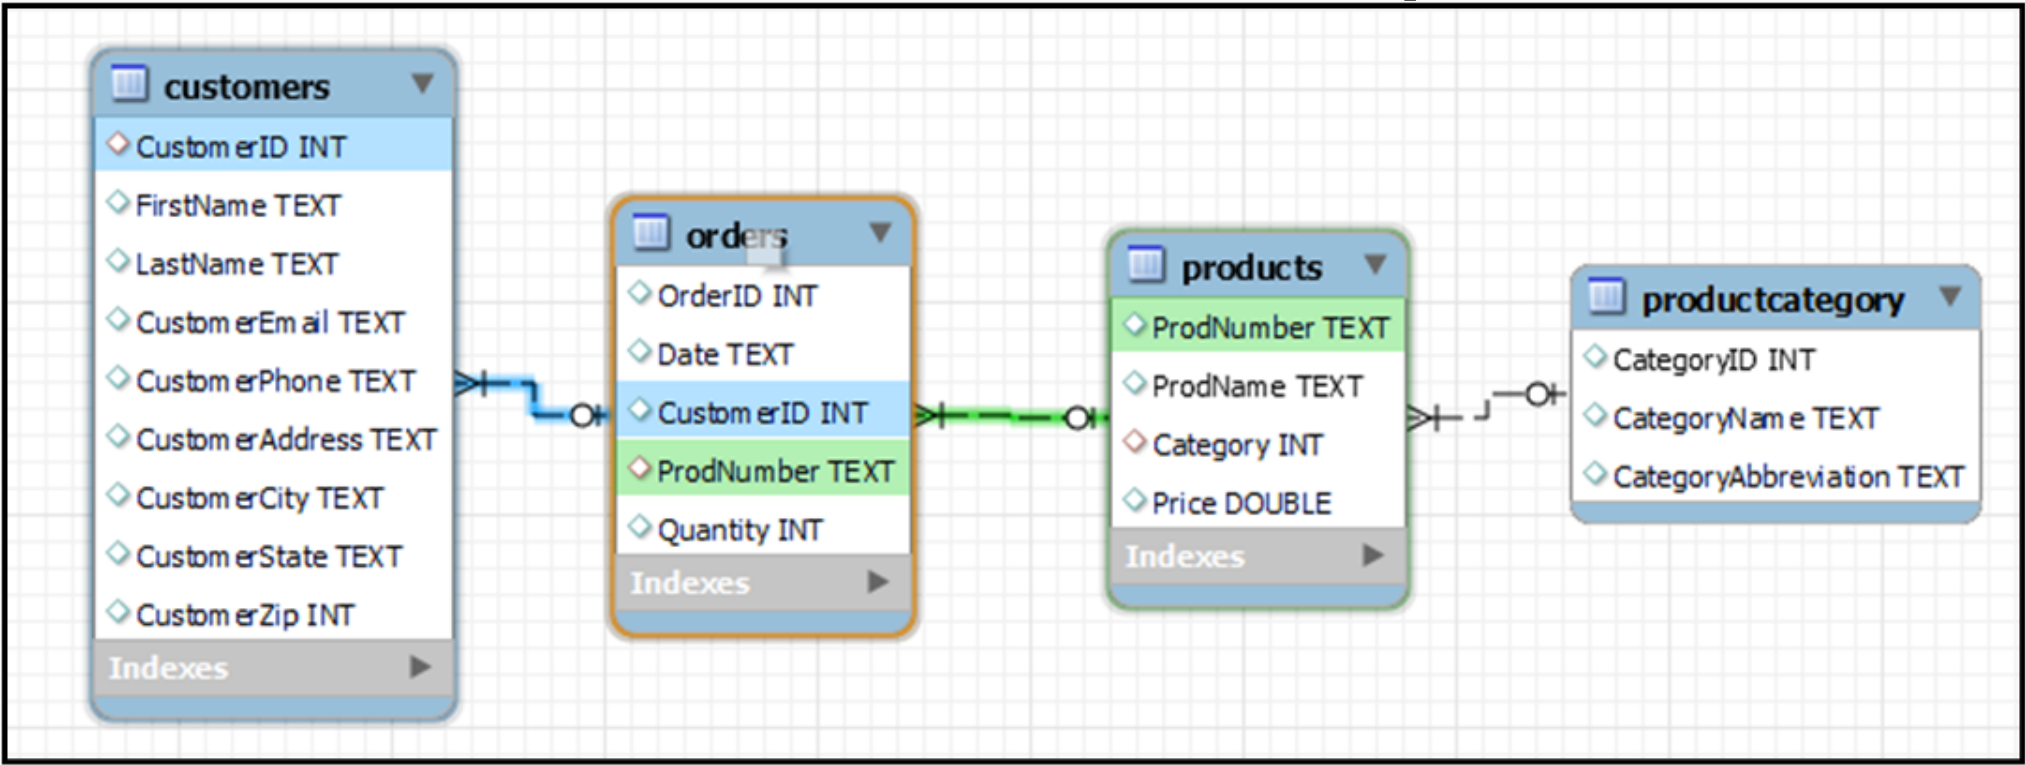 customers
CustomerID INT
FirstName TEXT
LastName TEXT
CustomerEmail TEXT
CustomerPhone TEXT
CustomerAddress TEXT
CustomerCity TEXT
CustomerState TEXT
CustomerZip INT
Indexes
orders
OrderID INT
Date TEXT
CustomerID INT
ProdNumber TEXT
Quantity INT
Indexes
products
ProdNumber TEXT
ProdName TEXT
Category INT
Price DOUBLE
Indexes
productcategory
CategoryID INT
CategoryName TEXT
CategoryAbbreviation TEXT